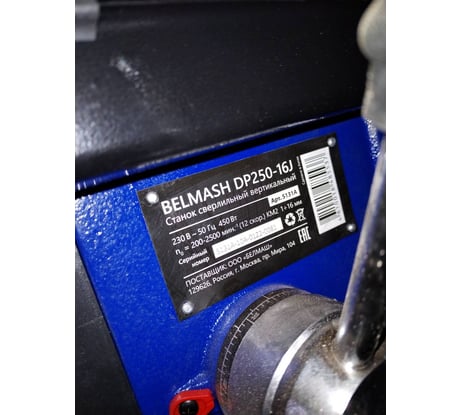 BELMASH DP250-16J
Станок сверлильный вертикальный
Арт. S131A
230 В ~ 50 Гц 450 Вт
n₀ = 200-2500 мин.⁻¹ (12 скор.) КМ2 1÷16 мм
Серийный
номер
ПОСТАВЩИК: ООО «БЕЛМАШ»
129626, Россия, г. Москва, пр. Мира, 104
EAC